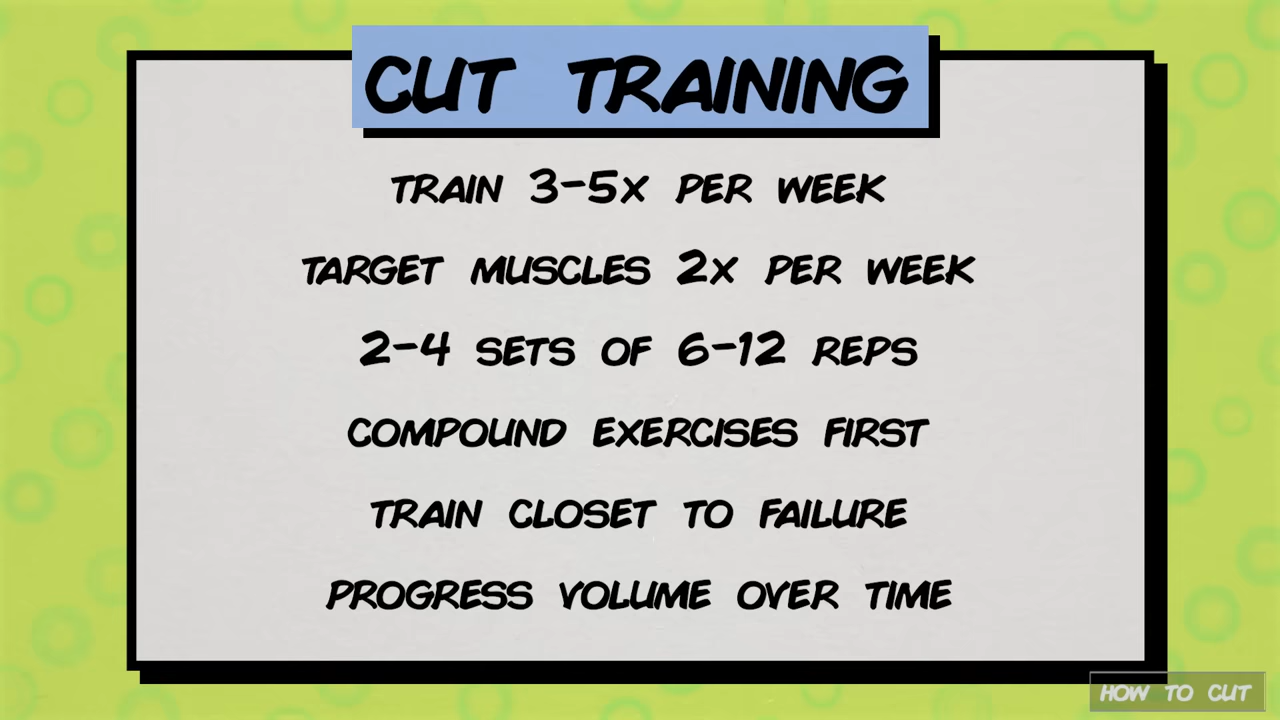 CUT TRAINING
TRAIN 3-5X PER WEEK
TARGET MUSCLES 2X PER WEEK
2-4 SETS OF 6-12 REPS
COMPOUND EXERCISES FIRST
TRAIN CLOSET TO FAILURE
PROGRESS VOLUME OVER TIME
HOW TO CUT